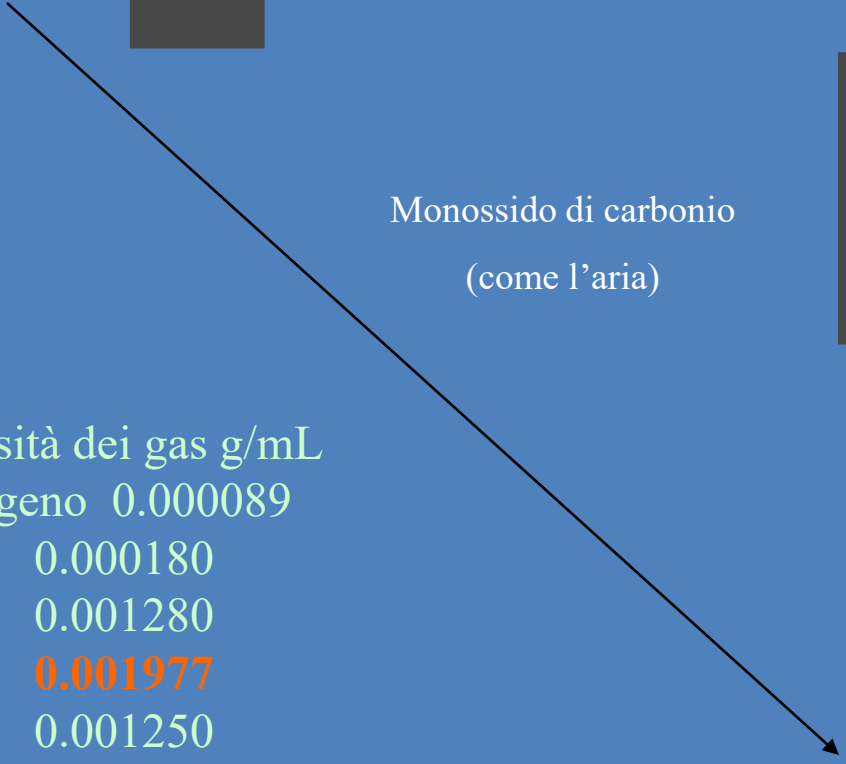 Monossido di carbonio
(come l’aria)
sità dei gas g/mL
geno 0.000089
0.000180
0.001280
0.001977
0.001250